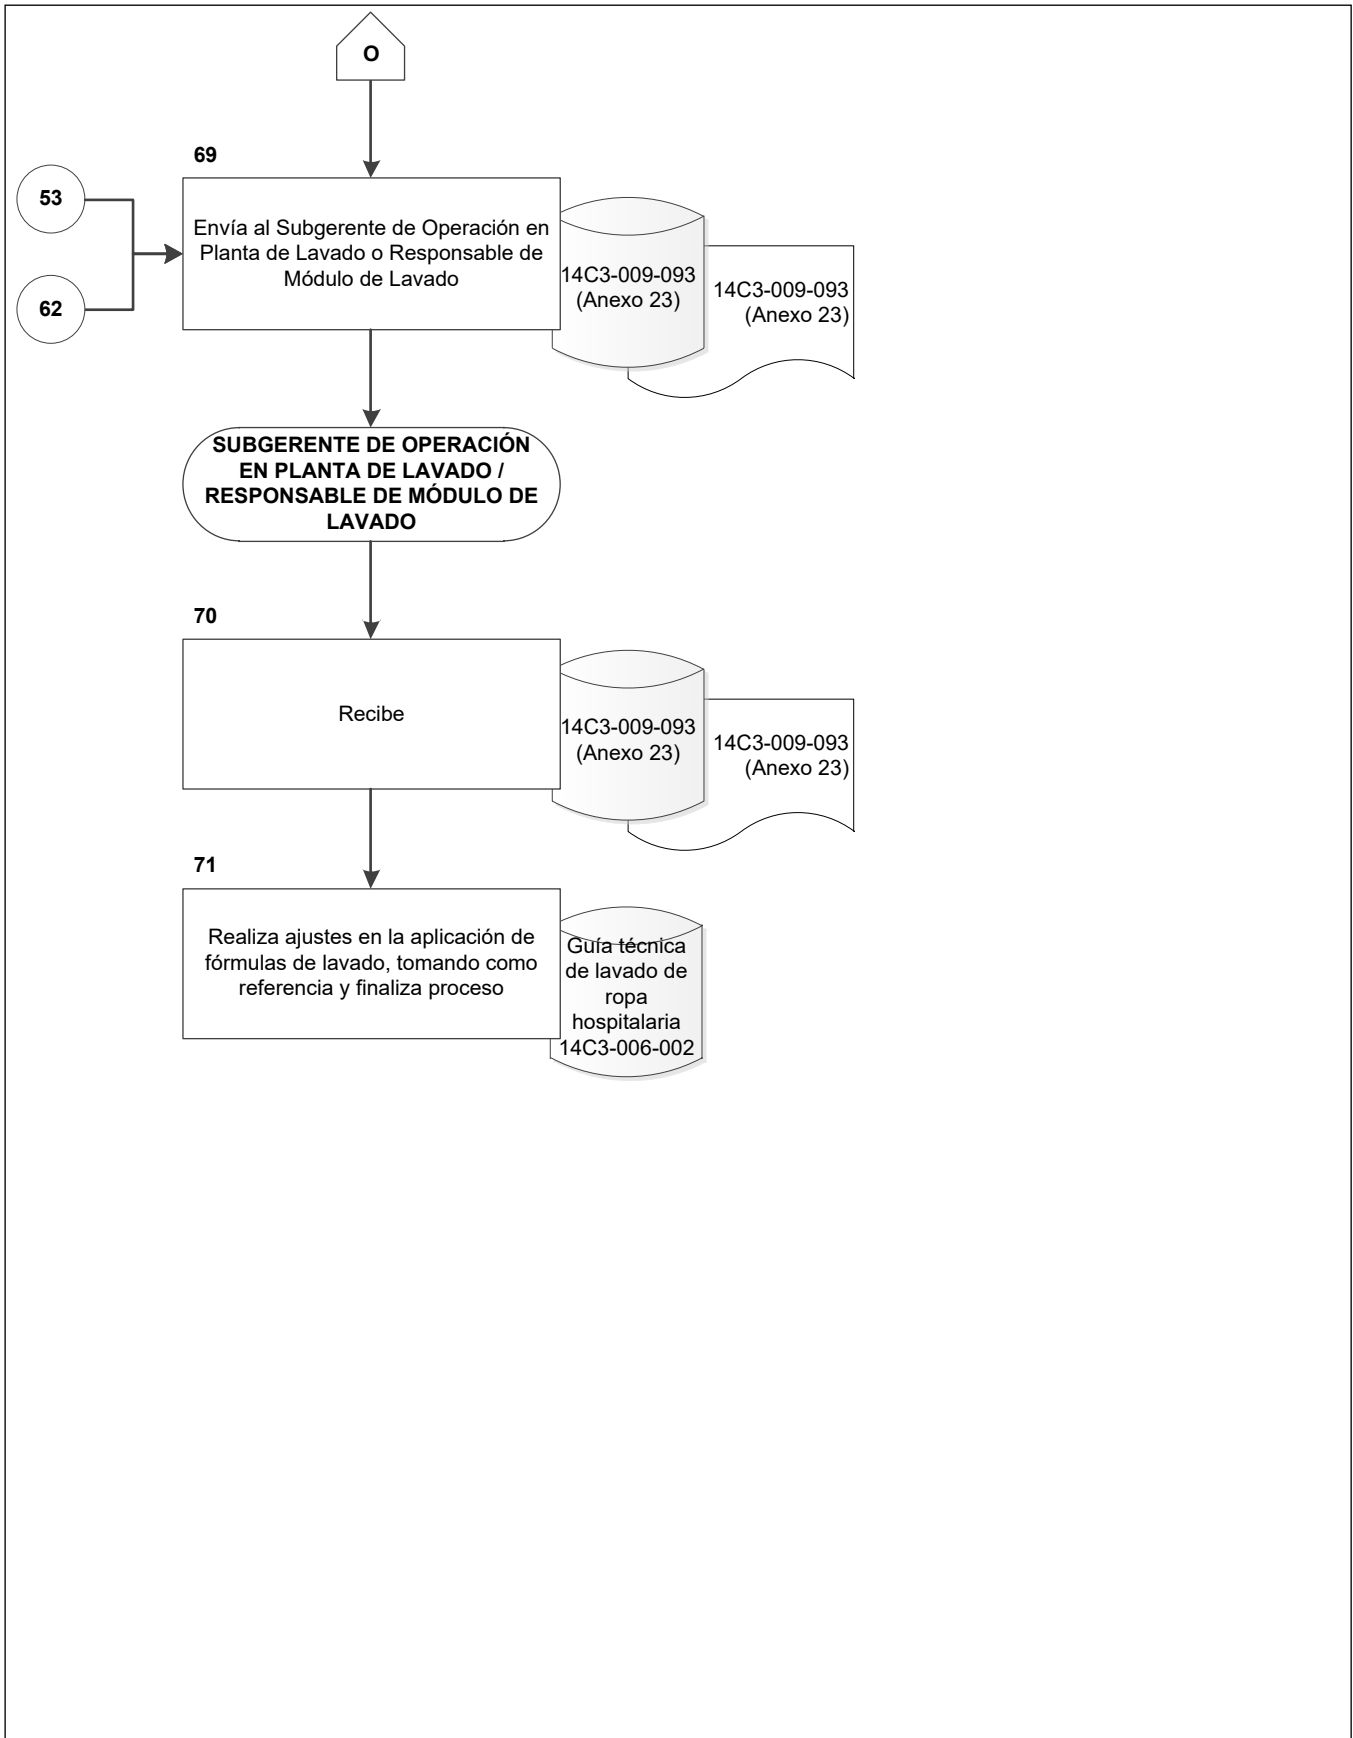 O
69
53
Envía al Subgerente de Operación en
Planta de Lavado o Responsable de
Módulo de Lavado
62
14C3-009-093
(Anexo 23)
14C3-009-093
(Anexo 23)
SUBGERENTE DE OPERACIÓN
EN PLANTA DE LAVADO /
RESPONSABLE DE MÓDULO DE
LAVADO
70
Recibe
14C3-009-093
(Anexo 23)
14C3-009-093
(Anexo 23)
71
Realiza ajustes en la aplicación de
fórmulas de lavado, tomando como
referencia y finaliza proceso
Guía técnica
de lavado de
ropa
hospitalaria
14C3-006-002